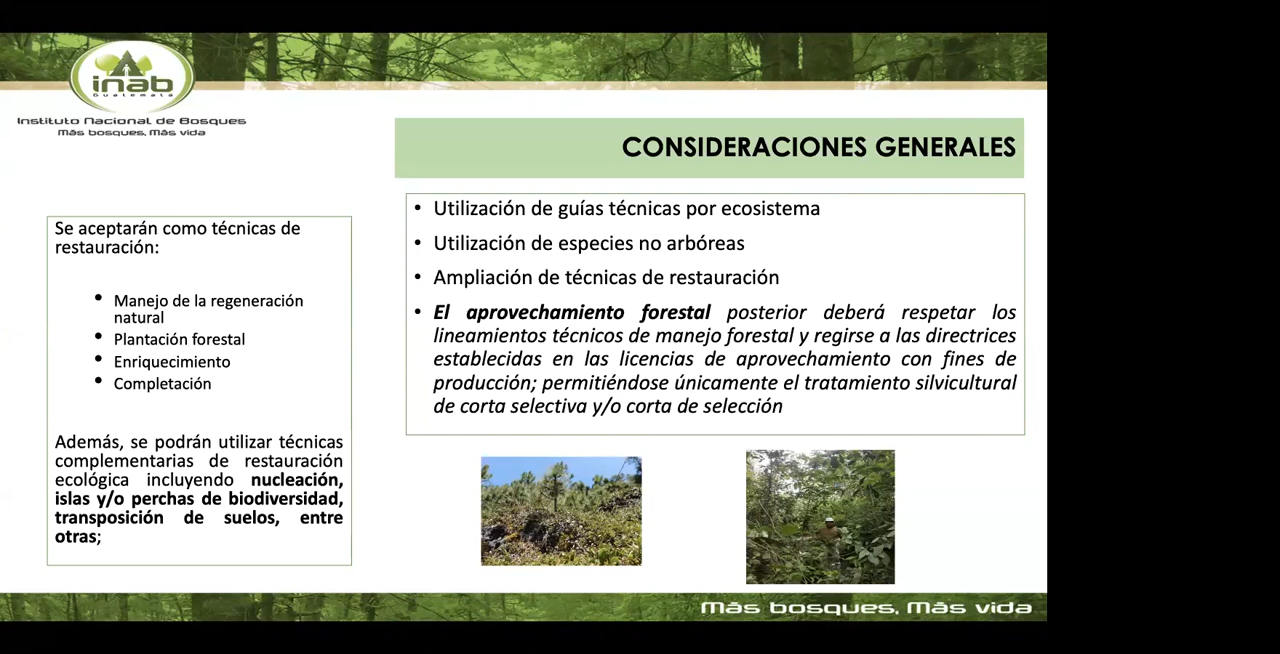 inab
Guatemala
Instituto Nacional de Bosques
Más bosques, Más vida
CONSIDERACIONES GENERALES
Se aceptarán como técnicas de
restauración:
• Manejo de la regeneración
natural
• Plantación forestal
• Enriquecimiento
• Completación
Además, se podrán utilizar técnicas
complementarias de restauración
ecológica incluyendo nucleación,
islas y/o perchas de biodiversidad,
transposición de suelos, entre
otras;
• Utilización de guías técnicas por ecosistema
• Utilización de especies no arbóreas
• Ampliación de técnicas de restauración
• El aprovechamiento forestal posterior deberá respetar los
lineamientos técnicos de manejo forestal y regirse a las directrices
establecidas en las licencias de aprovechamiento con fines de
producción; permitiéndose únicamente el tratamiento silvicultural
de corta selectiva y/o corta de selección
Más bosques, Más vida